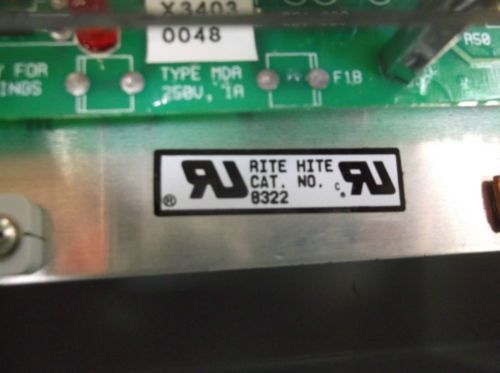 X3403
0048
FOR
INGS
TYPE MDA
250V, 1A
F1B
A50
RITE HITE
CAT. NO.
8322
c
®
®